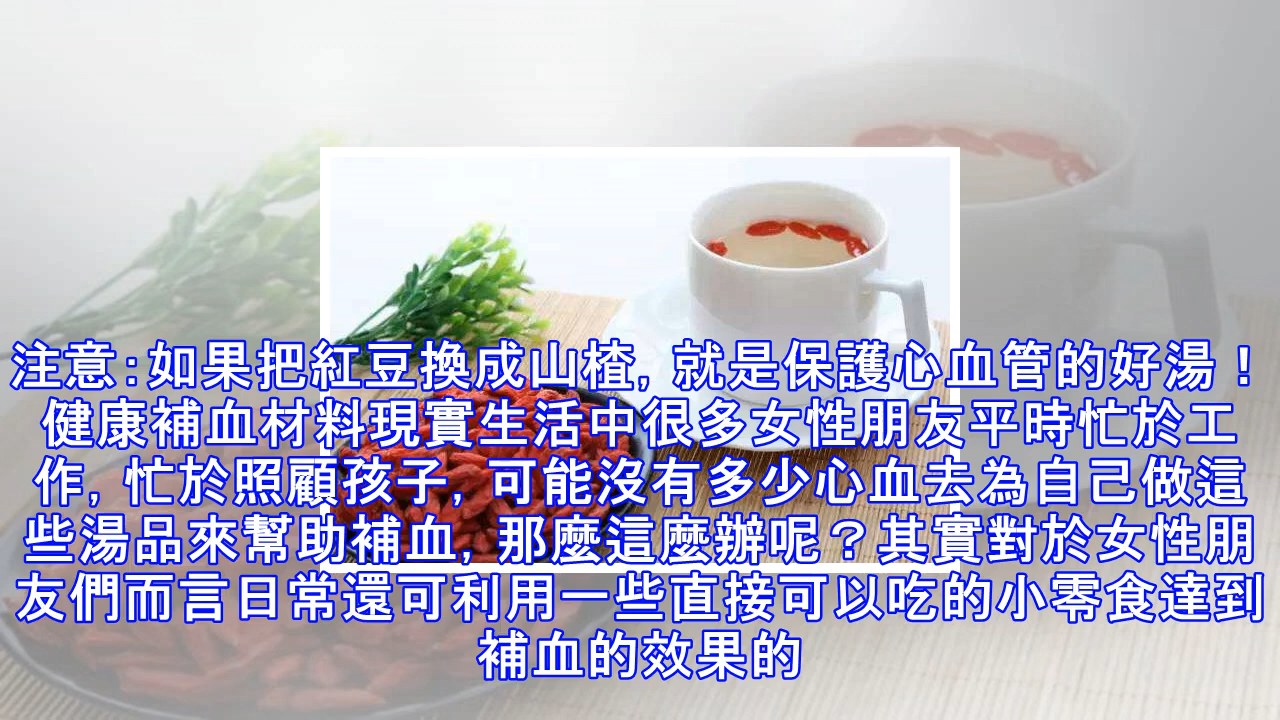 注意:如果把紅豆換成山楂,就是保護心血管的好湯！
健康補血材料現實生活中很多女性朋友平時忙於工
作,忙於照顧孩子,可能沒有多少心血去為自己做這
些湯品來幫助補血,那麼這麼辦呢？其實對於女性朋
友們而言日常還可利用一些直接可以吃的小零食達到
補血的效果的